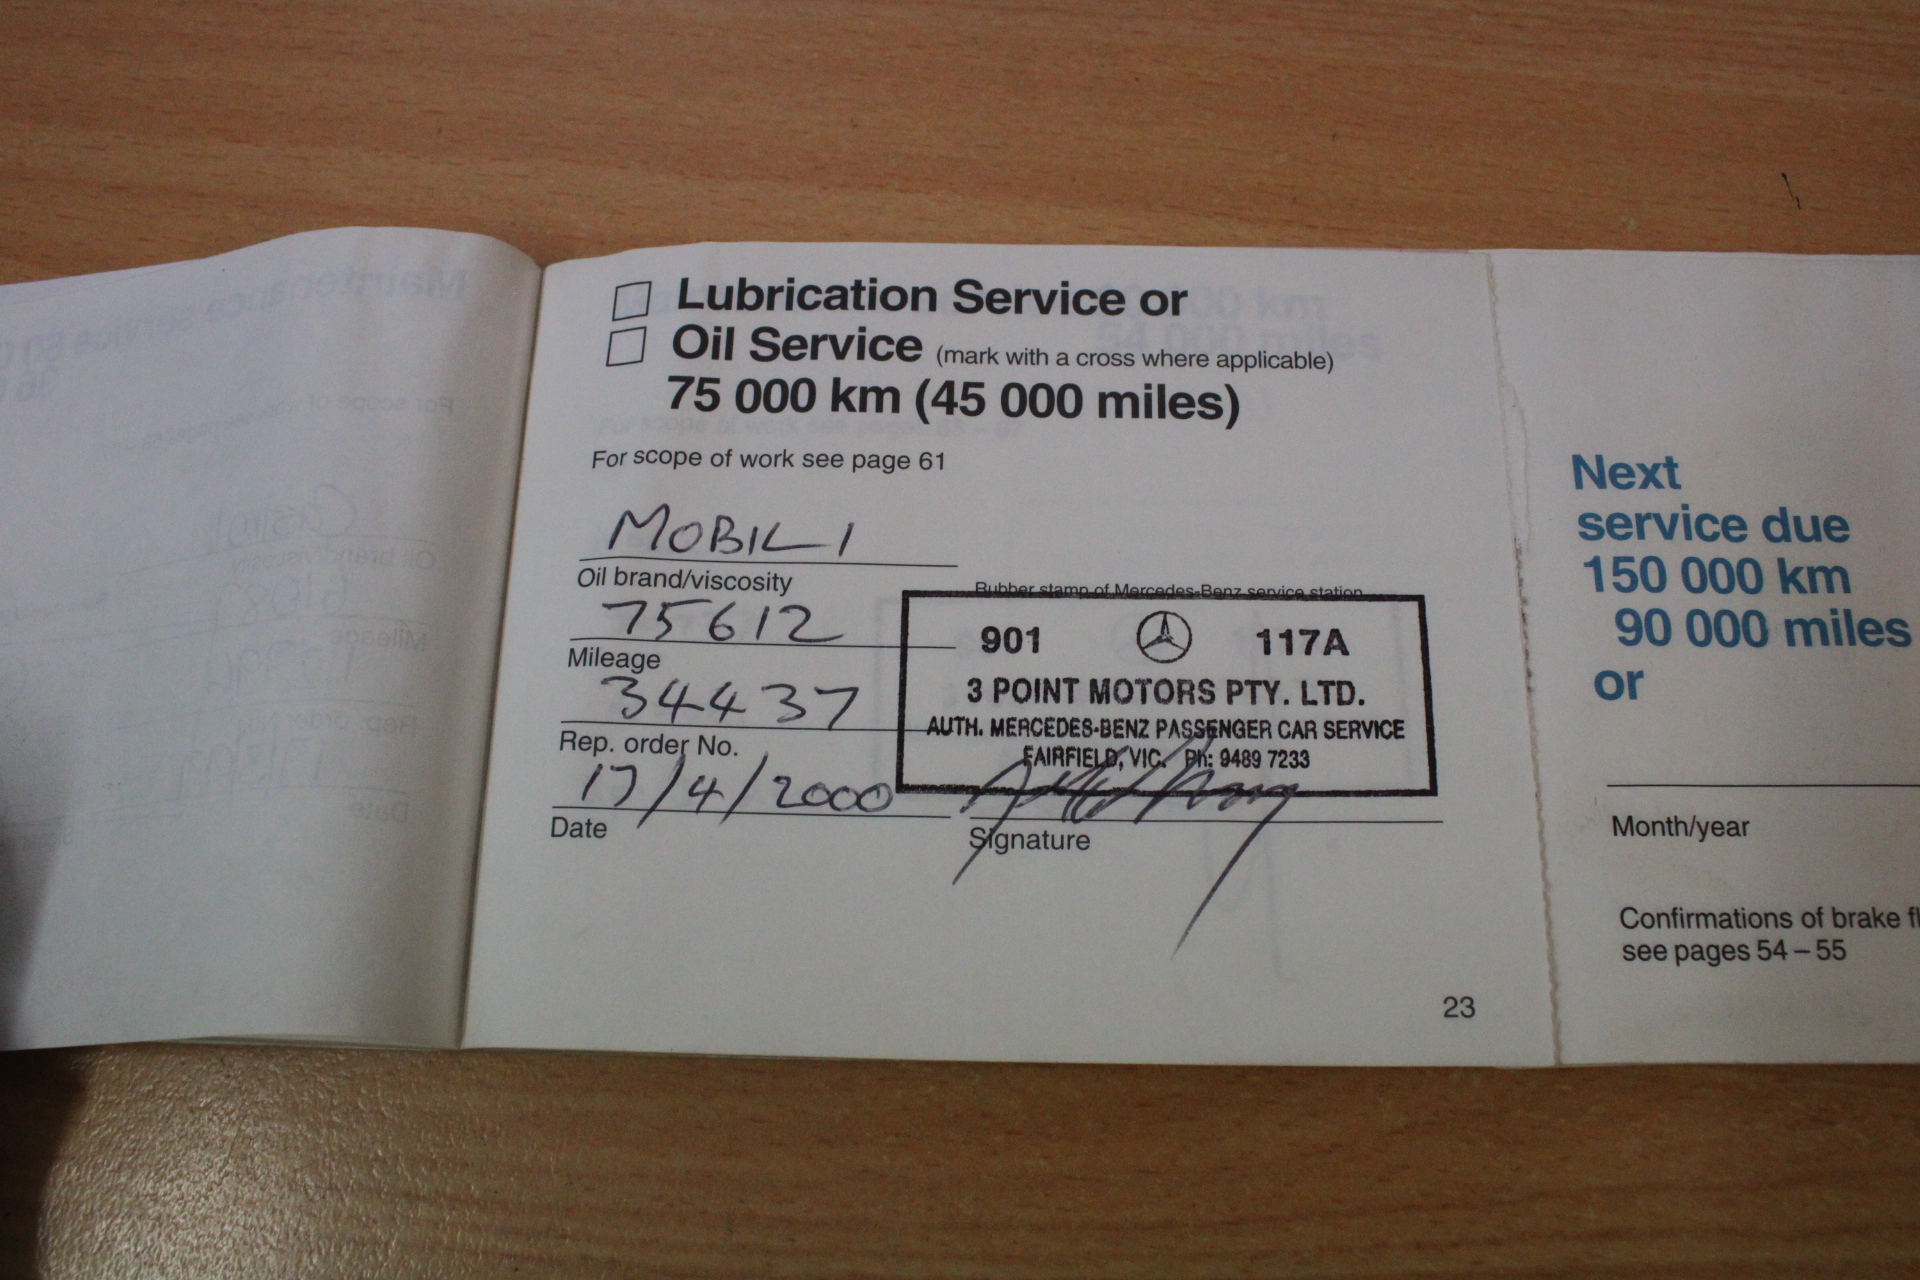 Lubrication Service or
Oil Service (mark with a cross where applicable)
75 000 km (45 000 miles)
For scope of work see page 61
MOBIL 1
Oil brand/viscosity
75612
Mileage
34437
Rep. order No.
17/4/2000
Date
Rubber stamp of Mercedes-Benz service station
901 117A
3 POINT MOTORS PTY. LTD.
AUTH. MERCEDES-BENZ PASSENGER CAR SERVICE
FAIRFIELD, VIC. Ph: 9489 7233
Signature
23
Next
service due
150 000 km
90 000 miles
or
Month/year
Confirmations of brake
see pages 54 – 55